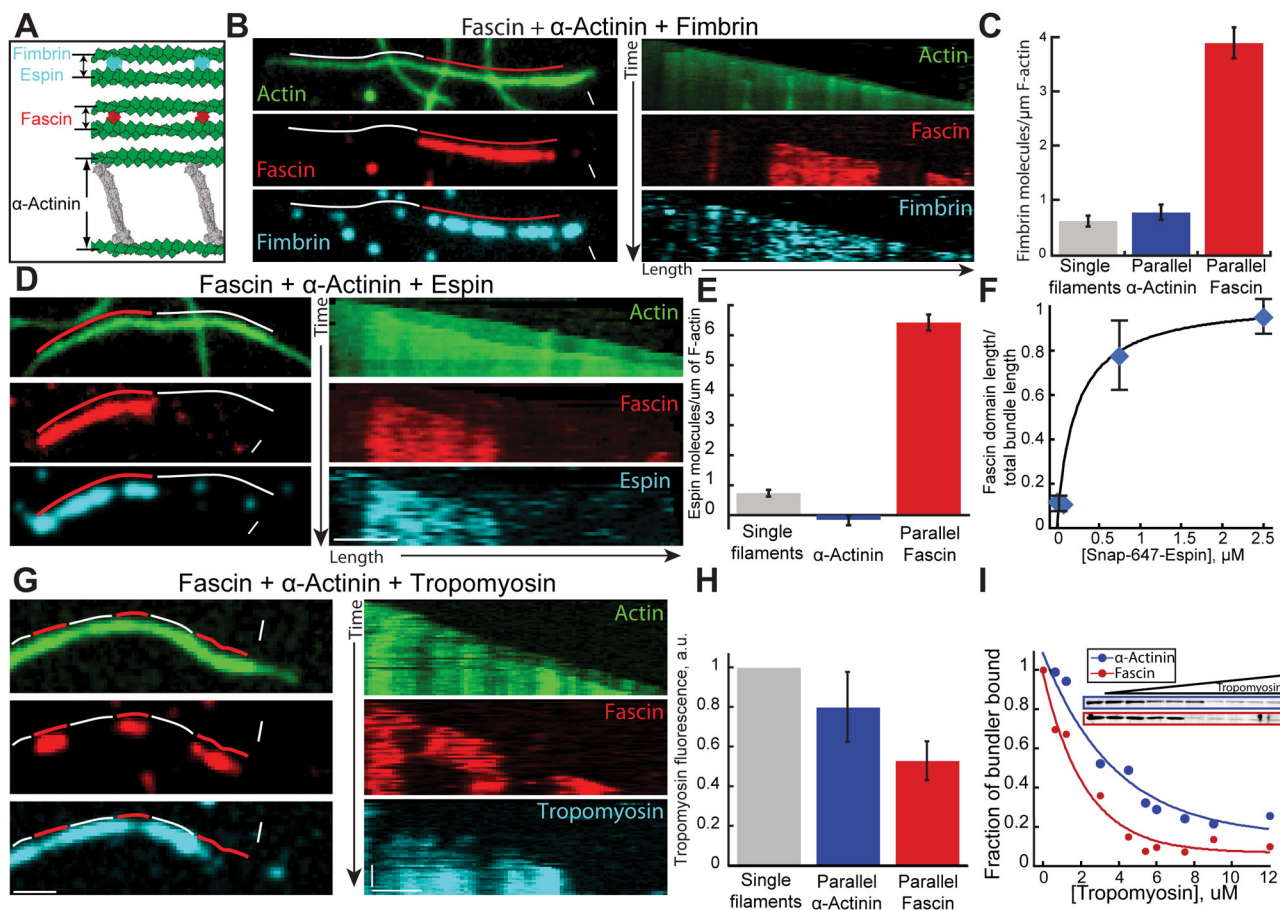 A
Fimbrin
Espin
Fascin
α-Actinin
B
Fascin + α-Actinin + Fimbrin
Actin
Fascin
Fimbrin
Time
Actin
Fascin
Fimbrin
Length
C
Fimbrin molecules/μm F-actin
4
3
2
1
0
Single filaments
Parallel α-Actinin
Parallel Fascin
D
Fascin + α-Actinin + Espin
Time
Actin
Fascin
Espin
Length
E
Espin molecules/um of F-actin
6
5
4
3
2
1
0
Single filaments
α-Actinin
Parallel Fascin
F
Fascin domain length/
total bundle length
1
0.8
0.6
0.4
0.2
0
0 0.5 1.0 1.5 2.0 2.5
[Snap-647-Espin], μM
G
Fascin + α-Actinin + Tropomyosin
Time
Actin
Fascin
Tropomyosin
H
Tropomyosin fluorescence, a.u.
1
0.8
0.6
0.4
0.2
0
Single filaments
Parallel α-Actinin
Parallel Fascin
I
Fraction of bundler bound
1
0.8
0.6
0.4
0.2
0
α-Actinin
Fascin
Tropomyosin
0 2 4 6 8 10 12
[Tropomyosin], uM